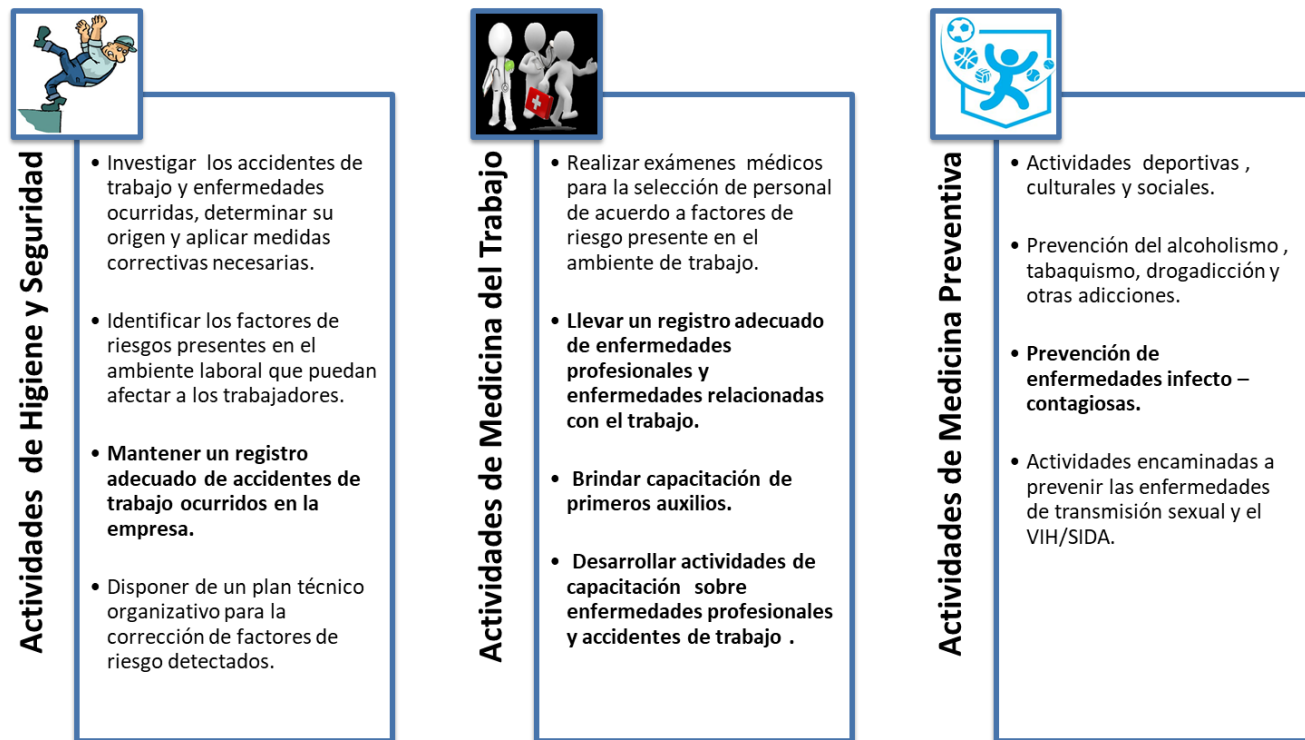 Actividades de Higiene y Seguridad
• Investigar los accidentes de
trabajo y enfermedades
ocurridas, determinar su
origen y aplicar medidas
correctivas necesarias.
• Identificar los factores de
riesgos presentes en el
ambiente laboral que puedan
afectar a los trabajadores.
• Mantener un registro
adecuado de accidentes de
trabajo ocurridos en la
empresa.
• Disponer de un plan técnico
organizativo para la
corrección de factores de
riesgo detectados.
Actividades de Medicina del Trabajo
• Realizar exámenes médicos
para la selección de personal
de acuerdo a factores de
riesgo presente en el
ambiente de trabajo.
• Llevar un registro adecuado
de enfermedades
profesionales y
enfermedades relacionadas
con el trabajo.
• Brindar capacitación de
primeros auxilios.
• Desarrollar actividades de
capacitación sobre
enfermedades profesionales
y accidentes de trabajo .
Actividades de Medicina Preventiva
• Actividades deportivas ,
culturales y sociales.
• Prevención del alcoholismo ,
tabaquismo, drogadicción y
otras adicciones.
• Prevención de
enfermedades infecto –
contagiosas.
• Actividades encaminadas a
prevenir las enfermedades
de transmisión sexual y el
VIH/SIDA.